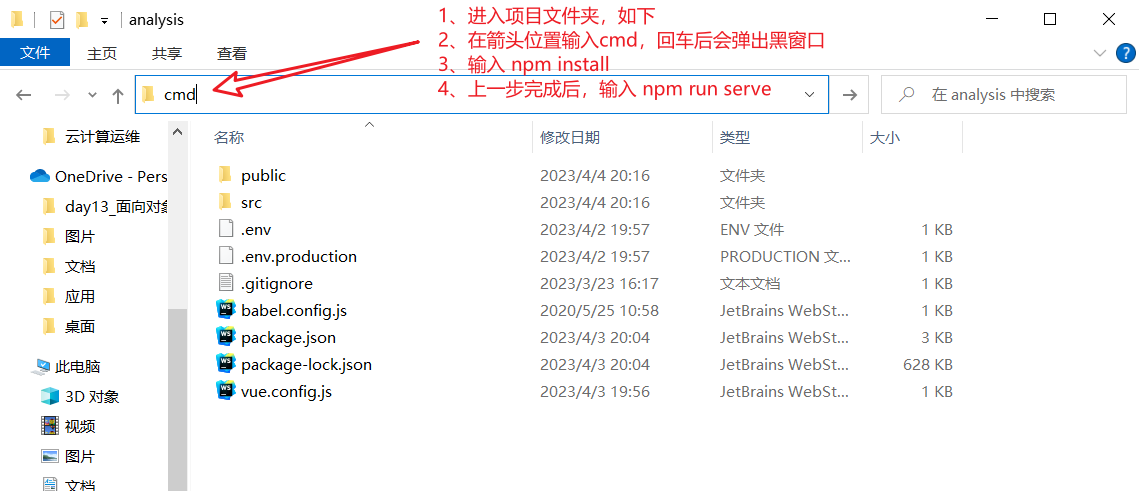 analysis
1、进入项目文件夹，如下
2、在箭头位置输入cmd，回车后会弹出黑窗口
3、输入 npm install
4、上一步完成后，输入 npm run serve
文件 主页 共享 查看
cmd
在 analysis 中搜索
云计算运维
OneDrive - Pers
day13_面向对象
图片
文档
应用
桌面
此电脑
3D 对象
视频
图片
文档
名称 修改日期 类型 大小
public 2023/4/4 20:16 文件夹
src 2023/4/4 20:16 文件夹
.env 2023/4/2 19:57 ENV 文件 1 KB
.env.production 2023/4/2 19:57 PRODUCTION 文... 1 KB
.gitignore 2023/3/23 16:17 文本文档 1 KB
babel.config.js 2020/5/25 10:58 JetBrains WebSt... 1 KB
package.json 2023/4/3 20:04 JetBrains WebSt... 3 KB
package-lock.json 2023/4/3 20:04 JetBrains WebSt... 628 KB
vue.config.js 2023/4/3 19:56 JetBrains WebSt... 1 KB